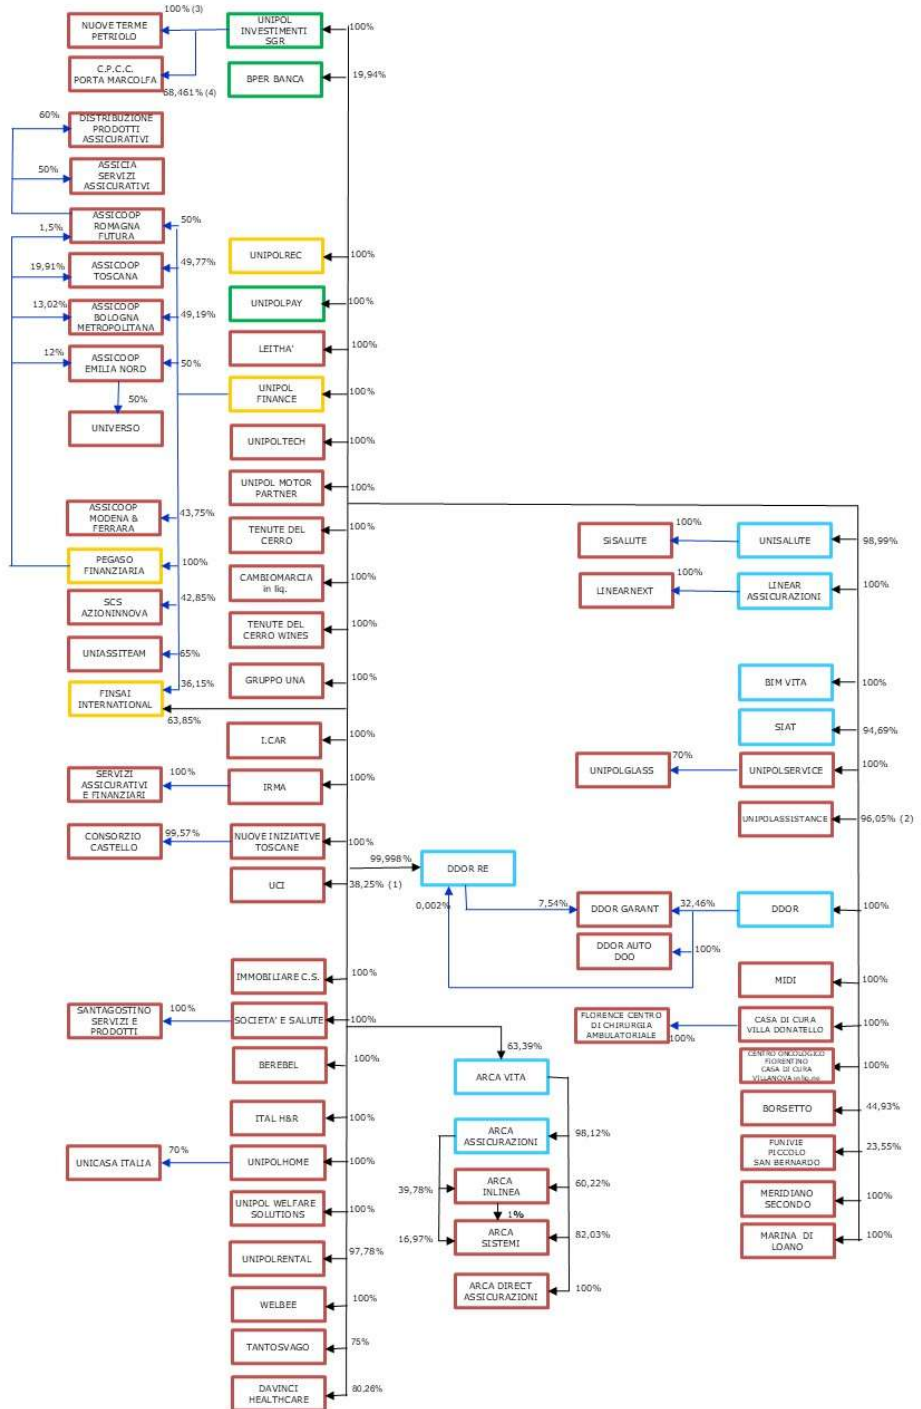 100% (3)
NUOVE TERME
PETRIOLO
UNIPOL
INVESTIMENTI
SGR
100%
C.P.C.C.
PORTA MARCOLFA
68,461% (4)
BPER BANCA
19,94%
60%
DISTRIBUZIONE
PRODOTTI
ASSICURATIVI
50%
ASSICIA
SERVIZI
ASSICURATIVI
1,5%
ASSICOOP
ROMAGNA
FUTURA
50%
UNIPOLREC
100%
19,91%
ASSICOOP
TOSCANA
49,77%
13,02%
ASSICOOP
BOLOGNA
METROPOLITANA
49,19%
UNIPOLPAY
100%
LEITHA'
100%
12%
ASSICOOP
EMILIA NORD
50%
50%
UNIVERSO
UNIPOL
FINANCE
100%
UNIPOLTECH
100%
UNIPOL MOTOR
PARTNER
100%
ASSICOOP
MODENA &
FERRARA
43,75%
TENUTE DEL
CERRO
100%
PEGASO
FINANZIARIA
100%
CAMBIOMARCIA
in liq.
100%
SCS
AZIONINNOVA
42,85%
TENUTE DEL
CERRO WINES
100%
UNIASSITEAM
65%
GRUPPO UNA
100%
FINSAI
INTERNATIONAL
36,15%
63,85%
I.CAR
100%
SERVIZI
ASSICURATIVI
E FINANZIARI
100%
IRMA
100%
CONSORZIO
CASTELLO
99,57%
NUOVE INIZIATIVE
TOSCANE
100%
UCI
38,25% (1)
SiSALUTE
100%
UNISALUTE
98,99%
LINEARNEXT
100%
LINEAR
ASSICURAZIONI
100%
BIM VITA
100%
SIAT
94,69%
UNIPOLGLASS
70%
UNIPOLSERVICE
100%
UNIPOLASSISTANCE
96,05% (2)
99,998%
DDOR RE
0,002%
7,54%
DDOR GARANT
32,46%
DDOR
100%
DDOR AUTO
DOO
100%
MIDI
100%
FLORENCE CENTRO
DI CHIRURGIA
AMBULATORIALE
100%
CASA DI CURA
VILLA DONATELLO
100%
CENTRO ONCOLOGICO
FIORENTINO
CASA DI CURA
VILLANOVA in liq.ne
100%
BORSETTO
44,93%
FUNIVIE
PICCOLO
SAN BERNARDO
23,55%
MERIDIANO
SECONDO
100%
MARINA DI
LOANO
100%
IMMOBILIARE C.S.
100%
SANTAGOSTINO
SERVIZI E
PRODOTTI
100%
SOCIETA' E SALUTE
100%
BEREBEL
100%
ITAL H&R
100%
UNICASA ITALIA
70%
UNIPOLHOME
100%
UNIPOL WELFARE
SOLUTIONS
100%
UNIPOLRENTAL
97,78%
WELBEE
100%
TANTOSVAGO
75%
DAVINCI
HEALTHCARE
80,26%
63,39%
ARCA VITA
ARCA
ASSICURAZIONI
98,12%
39,78%
ARCA
INLINEA
60,22%
1%
16,97%
ARCA
SISTEMI
82,03%
ARCA DIRECT
ASSICURAZIONI
100%